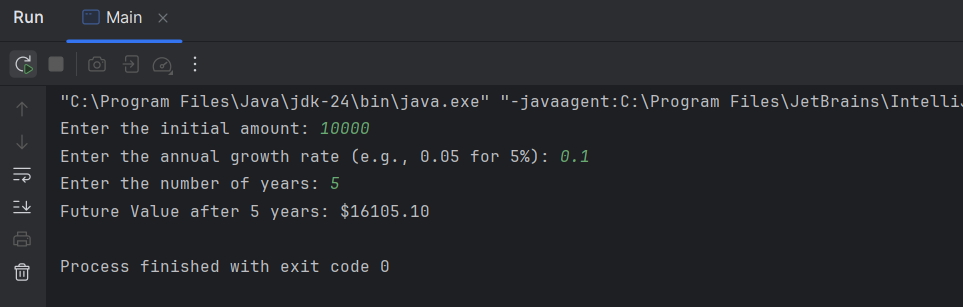 Run Main
"C:\Program Files\Java\jdk-24\bin\java.exe" "-javaagent:C:\Program Files\JetBrains\IntelliJ
Enter the initial amount: 10000
Enter the annual growth rate (e.g., 0.05 for 5%): 0.1
Enter the number of years: 5
Future Value after 5 years: $16105.10
Process finished with exit code 0